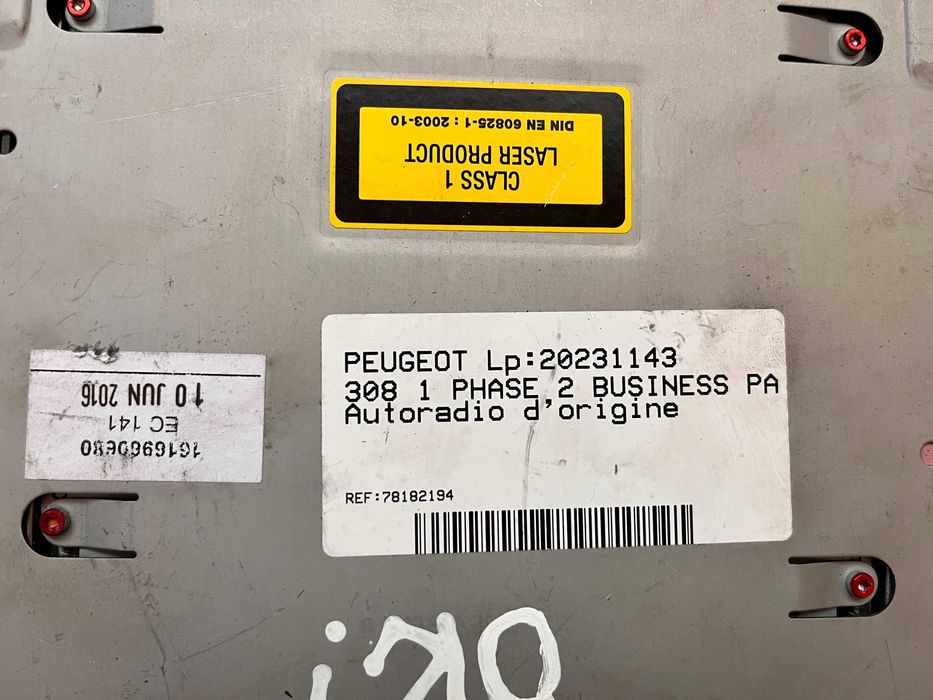 CLASS 1
LASER PRODUCT
DIN EN 60825-1 : 2003-10
PEUGEOT Lp:20231143
308 1 PHASE 2 BUSINESS PA
Autoradio d'origine
REF:78182194
EC 141
10 JUN 2016